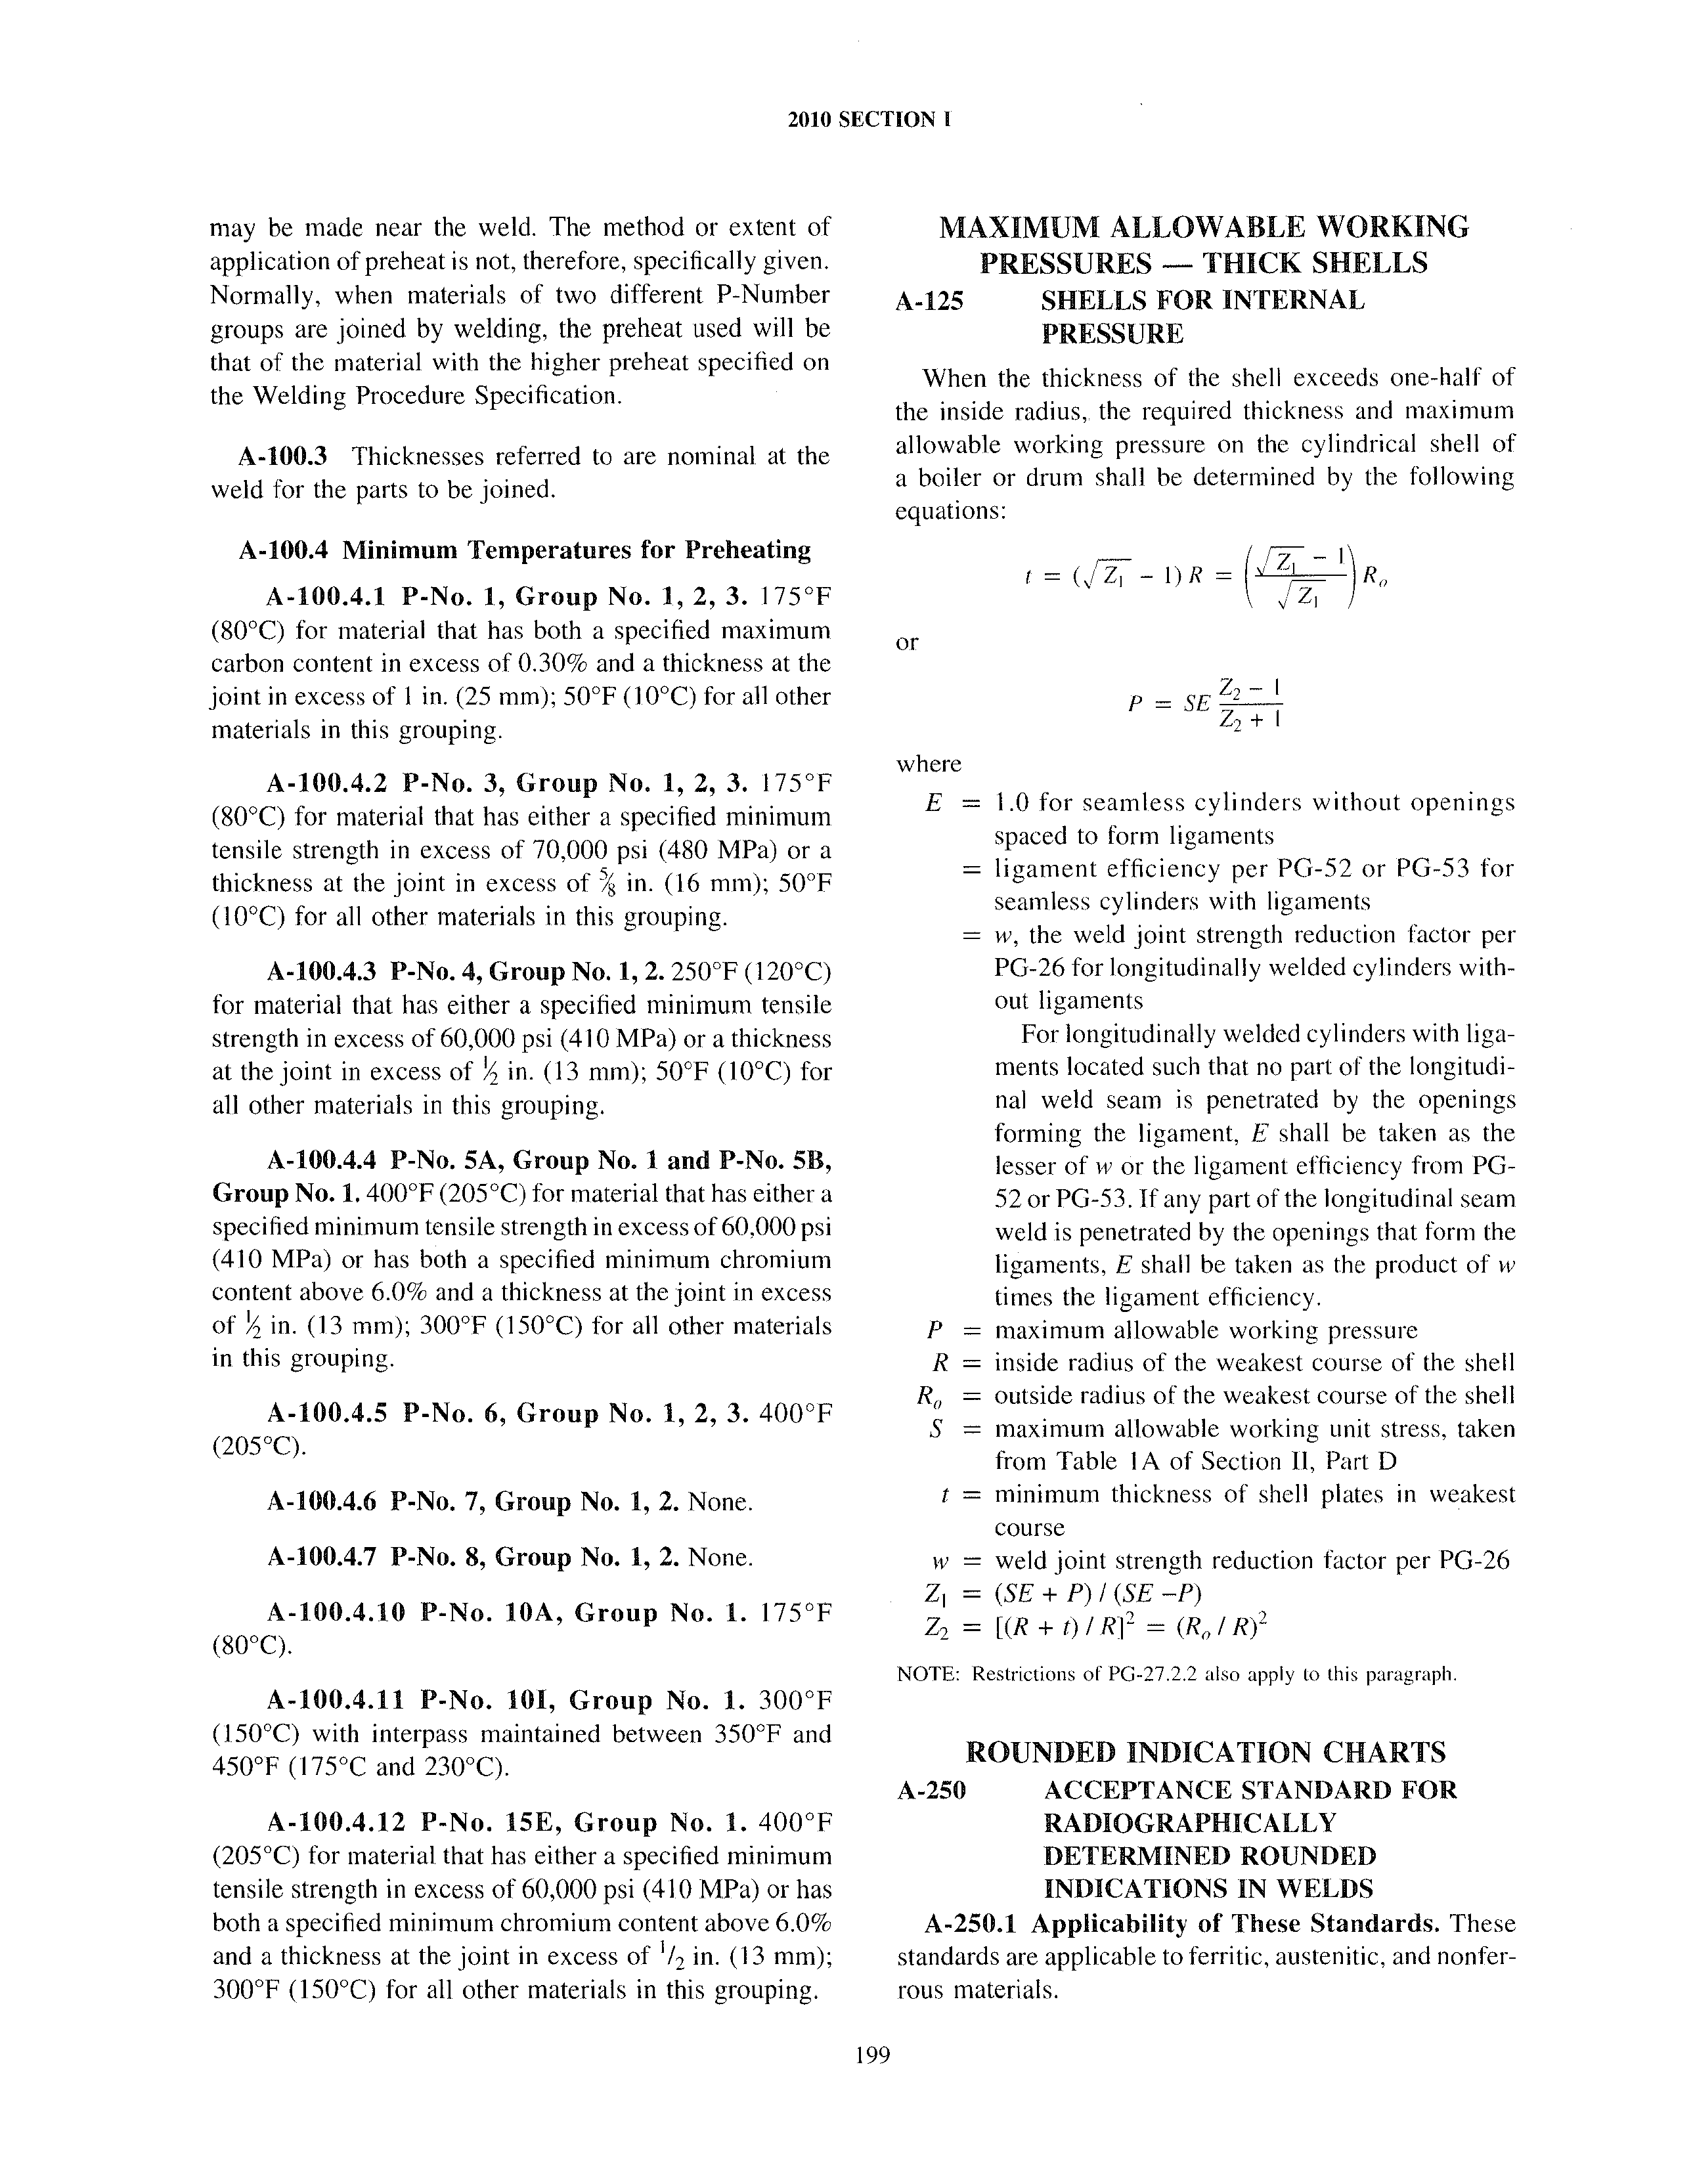 2010 SECTION I
may be made near the weld. The method or extent of
application of preheat is not, therefore, specifically given.
Normally, when materials of two different P-Number
groups are joined by welding, the preheat used will be
that of the material with the higher preheat specified on
the Welding Procedure Specification.
A-100.3 Thicknesses referred to are nominal at the
weld for the parts to be joined.
A-100.4 Minimum Temperatures for Preheating
A-100.4.1 P-No. 1, Group No. 1, 2, 3. 175°F
(80°C) for material that has both a specified maximum
carbon content in excess of 0.30% and a thickness at the
joint in excess of 1 in. (25 mm); 50°F (10°C) for all other
materials in this grouping.
A-100.4.2 P-No. 3, Group No. 1, 2, 3. 175°F
(80°C) for material that has either a specified minimum
tensile strength in excess of 70,000 psi (480 MPa) or a
thickness at the joint in excess of 5/8 in. (16 mm); 50°F
(10°C) for all other materials in this grouping.
A-100.4.3 P-No. 4, Group No. 1, 2. 250°F (120°C)
for material that has either a specified minimum tensile
strength in excess of 60,000 psi (410 MPa) or a thickness
at the joint in excess of 1/2 in. (13 mm); 50°F (10°C) for
all other materials in this grouping.
A-100.4.4 P-No. 5A, Group No. 1 and P-No. 5B,
Group No. 1. 400°F (205°C) for material that has either a
specified minimum tensile strength in excess of 60,000 psi
(410 MPa) or has both a specified minimum chromium
content above 6.0% and a thickness at the joint in excess
of 1/2 in. (13 mm); 300°F (150°C) for all other materials
in this grouping.
A-100.4.5 P-No. 6, Group No. 1, 2, 3. 400°F
(205°C).
A-100.4.6 P-No. 7, Group No. 1, 2. None.
A-100.4.7 P-No. 8, Group No. 1, 2. None.
A-100.4.10 P-No. 10A, Group No. 1. 175°F
(80°C).
A-100.4.11 P-No. 10I, Group No. 1. 300°F
(150°C) with interpass maintained between 350°F and
450°F (175°C and 230°C).
A-100.4.12 P-No. 15E, Group No. 1. 400°F
(205°C) for material that has either a specified minimum
tensile strength in excess of 60,000 psi (410 MPa) or has
both a specified minimum chromium content above 6.0%
and a thickness at the joint in excess of 1/2 in. (13 mm);
300°F (150°C) for all other materials in this grouping.
MAXIMUM ALLOWABLE WORKING
PRESSURES — THICK SHELLS
A-125 SHELLS FOR INTERNAL
PRESSURE
When the thickness of the shell exceeds one-half of
the inside radius, the required thickness and maximum
allowable working pressure on the cylindrical shell of
a boiler or drum shall be determined by the following
equations:
t = (√Z₁ − 1) R = ((√Z₁ − 1) / √Z₁) Rₒ
or
P = SE (Z₂ − 1) / (Z₂ + 1)
where
E = 1.0 for seamless cylinders without openings
spaced to form ligaments
= ligament efficiency per PG-52 or PG-53 for
seamless cylinders with ligaments
= w, the weld joint strength reduction factor per
PG-26 for longitudinally welded cylinders with-
out ligaments
For longitudinally welded cylinders with liga-
ments located such that no part of the longitudi-
nal weld seam is penetrated by the openings
forming the ligament, E shall be taken as the
lesser of w or the ligament efficiency from PG-
52 or PG-53. If any part of the longitudinal seam
weld is penetrated by the openings that form the
ligaments, E shall be taken as the product of w
times the ligament efficiency.
P = maximum allowable working pressure
R = inside radius of the weakest course of the shell
Rₒ = outside radius of the weakest course of the shell
S = maximum allowable working unit stress, taken
from Table 1A of Section II, Part D
t = minimum thickness of shell plates in weakest
course
w = weld joint strength reduction factor per PG-26
Z₁ = (SE + P) / (SE −P)
Z₂ = [(R + t) / R]² = (Rₒ / R)²
NOTE: Restrictions of PG-27.2.2 also apply to this paragraph.
ROUNDED INDICATION CHARTS
A-250 ACCEPTANCE STANDARD FOR
RADIOGRAPHICALLY
DETERMINED ROUNDED
INDICATIONS IN WELDS
A-250.1 Applicability of These Standards. These
standards are applicable to ferritic, austenitic, and nonfer-
rous materials.
199